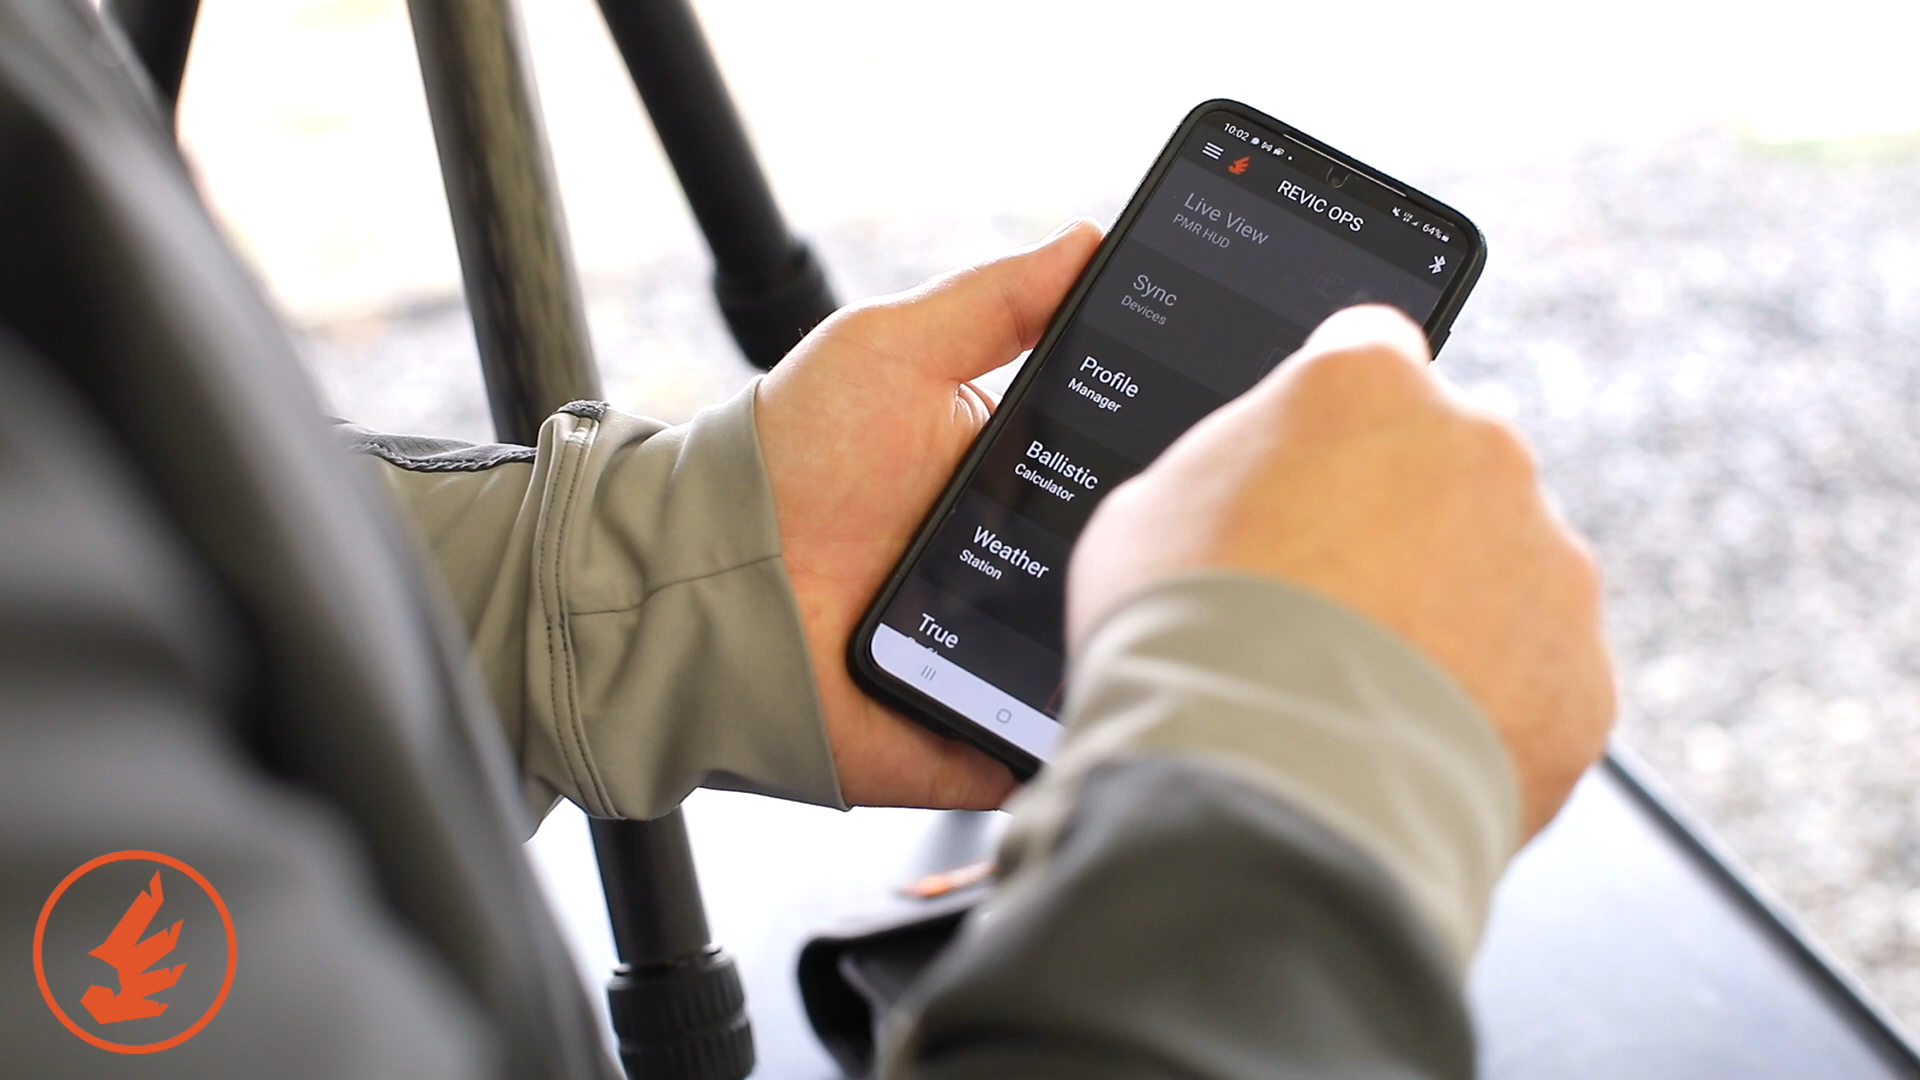 10:02
64%
REVIC OPS
Live View
PMR HUD
Sync
Devices
Profile
Manager
Ballistic
Calculator
Weather
Station
True